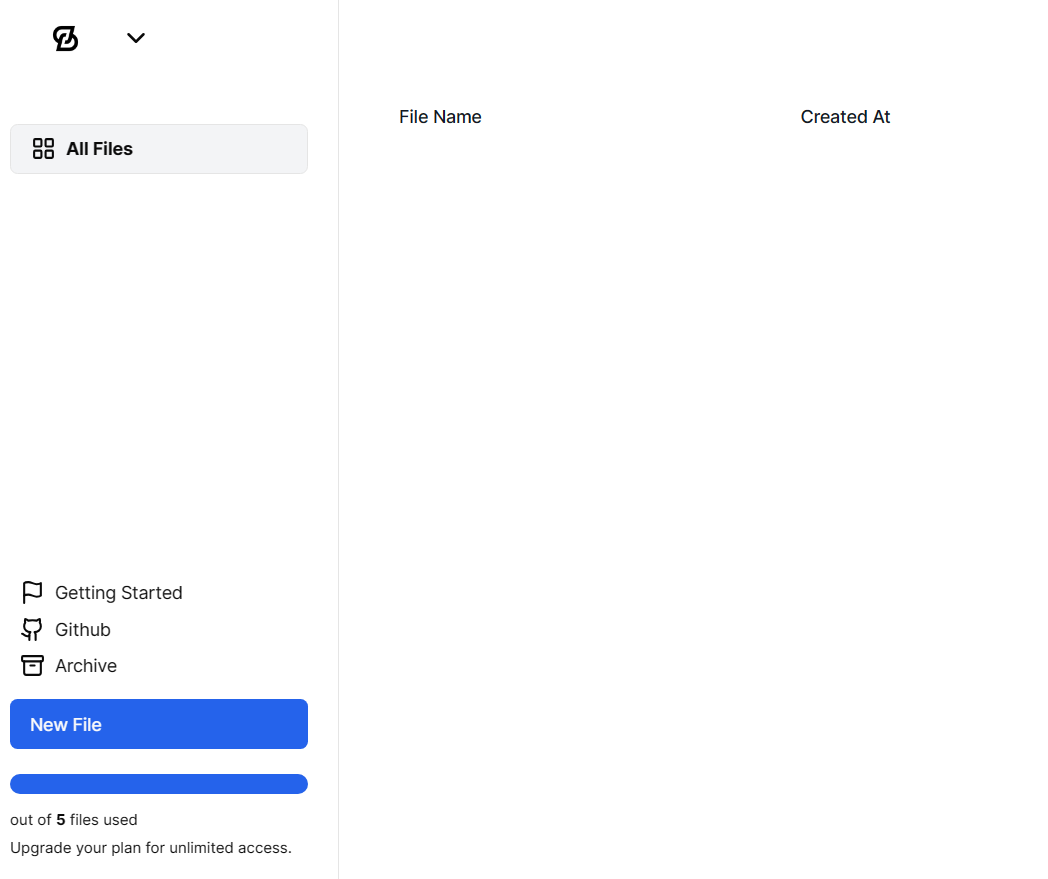 All Files
File Name
Created At
Getting Started
Github
Archive
New File
out of 5 files used
Upgrade your plan for unlimited access.